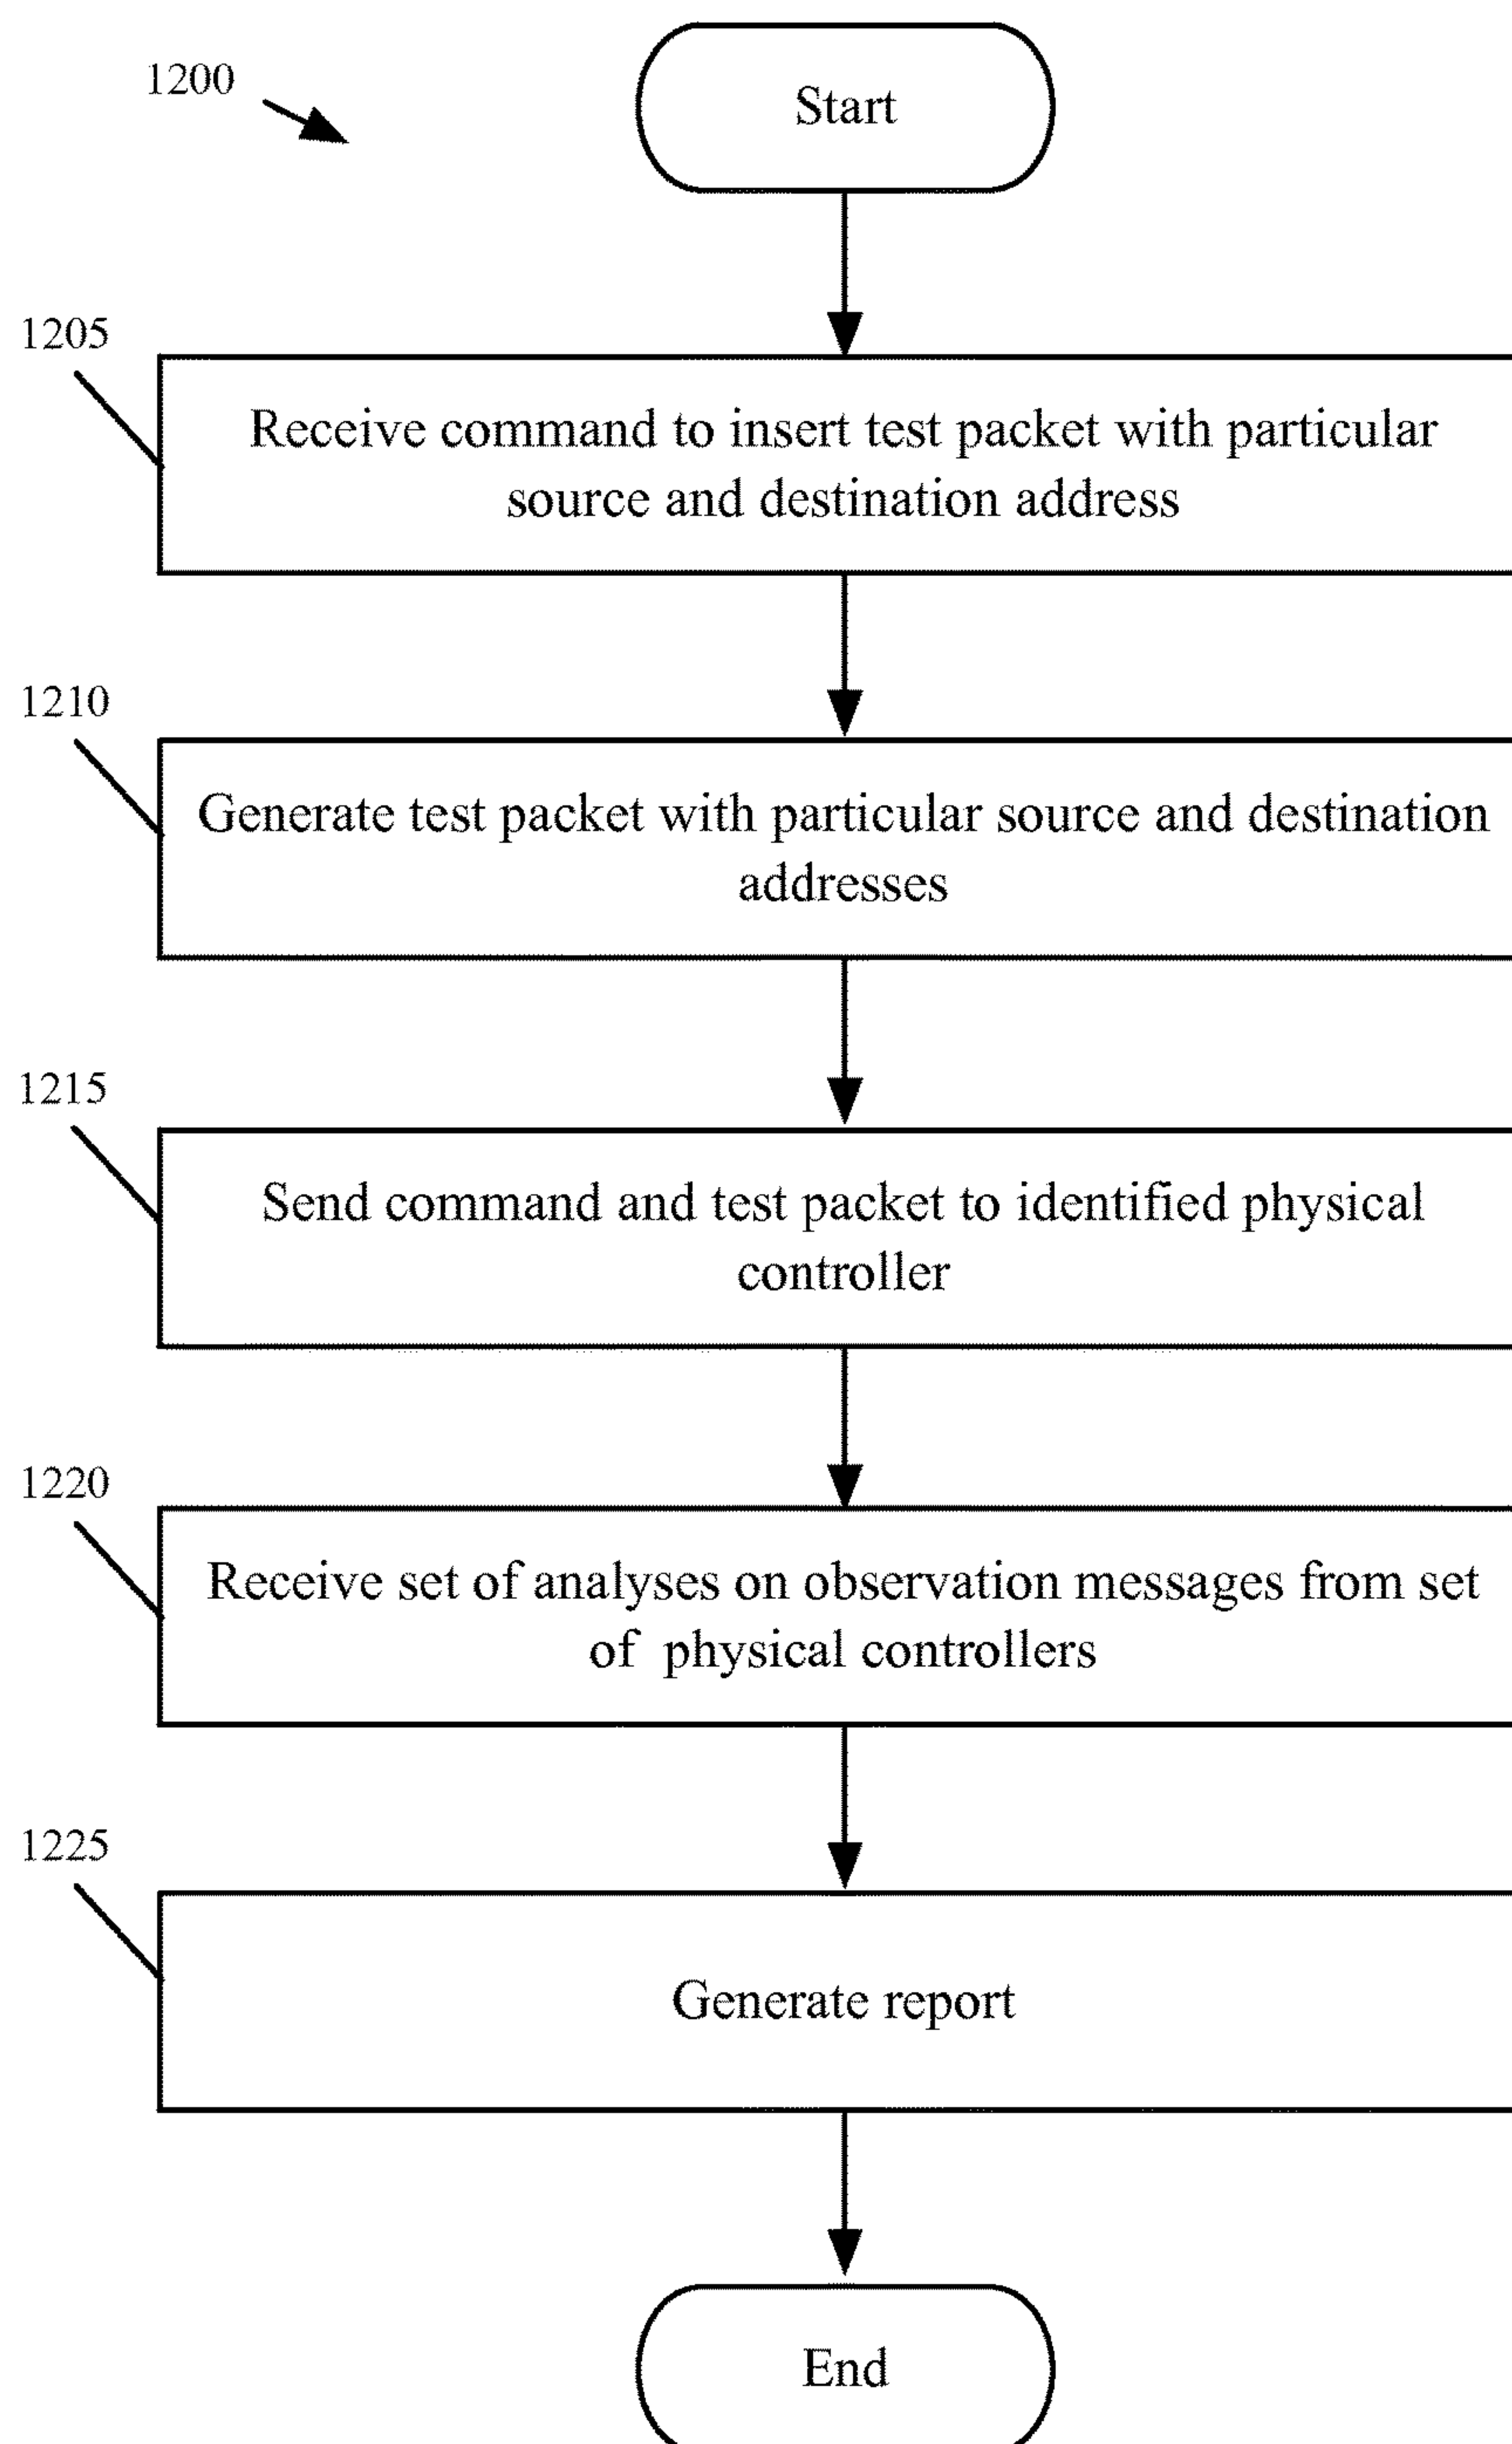 1200
Start
1205
Receive command to insert test packet with particular
source and destination address
1210
Generate test packet with particular source and destination
addresses
1215
Send command and test packet to identified physical
controller
1220
Receive set of analyses on observation messages from set
of physical controllers
1225
Generate report
End